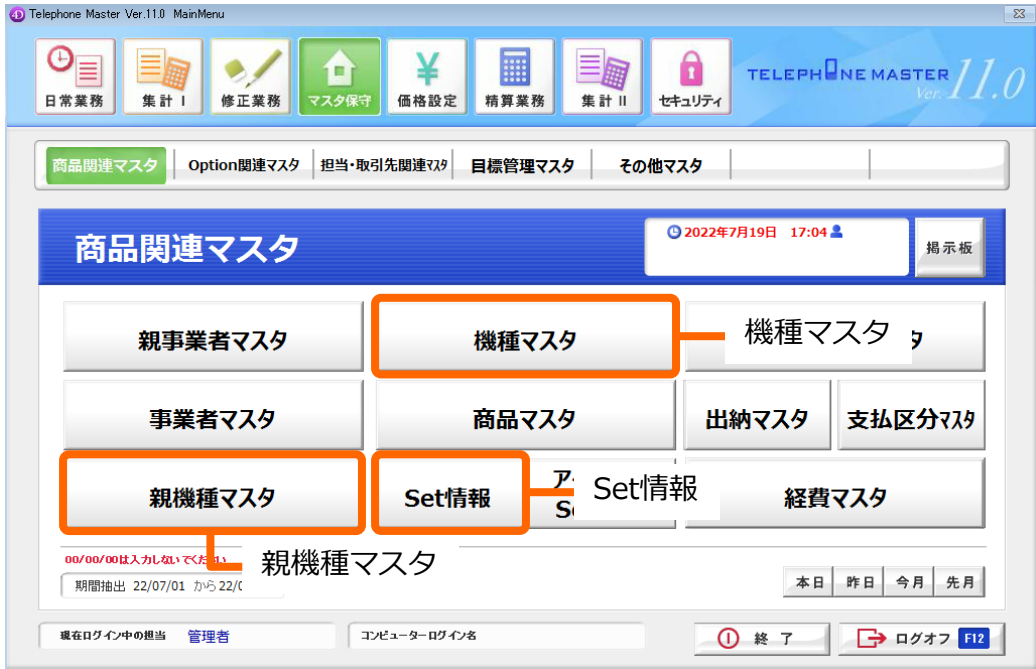 Telephone Master Ver.11.0 MainMenu
日常業務 集計Ⅰ 修正業務 マスタ保守 価格設定 精算業務 集計Ⅱ セキュリティ
TELEPHONE MASTER Ver. 11.0
商品関連マスタ Option関連マスタ 担当・取引先関連マスタ 目標管理マスタ その他マスタ
商品関連マスタ
2022年7月19日 17:04
掲示板
親事業者マスタ 機種マスタ 機種マスタ タ
事業者マスタ 商品マスタ 出納マスタ 支払区分マスタ
親機種マスタ Set情報 Set情報 経費マスタ
00/00/00は入力しないでください
親機種マスタ
期間抽出 22/07/01 から 22/0
本日 昨日 今月 先月
現在ログイン中の担当 管理者 コンピューターログイン名
終了 ログオフ F12